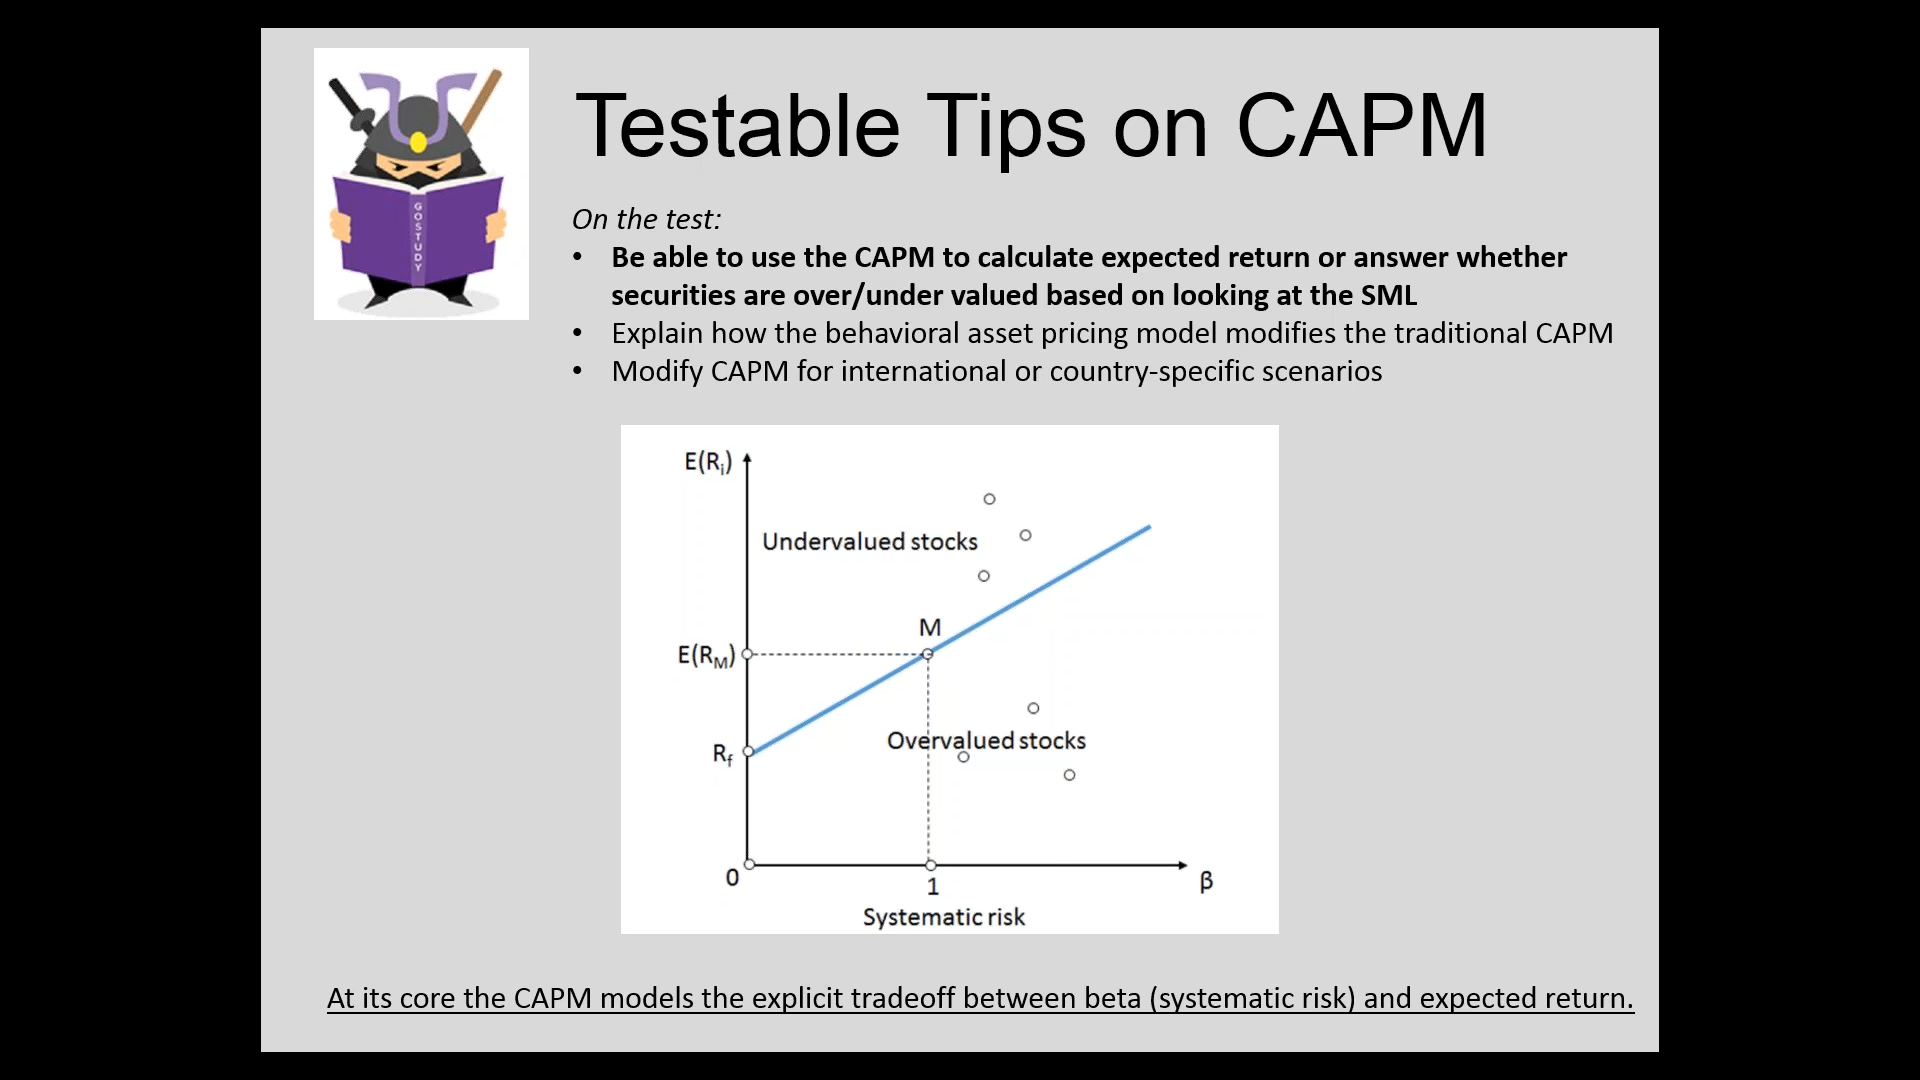 Testable Tips on CAPM
GOSTUDY
On the test:
• Be able to use the CAPM to calculate expected return or answer whether
securities are over/under valued based on looking at the SML
• Explain how the behavioral asset pricing model modifies the traditional CAPM
• Modify CAPM for international or country-specific scenarios
E(Ri)
Undervalued stocks
M
E(RM)
Overvalued stocks
Rf
0
1
β
Systematic risk
At its core the CAPM models the explicit tradeoff between beta (systematic risk) and expected return.